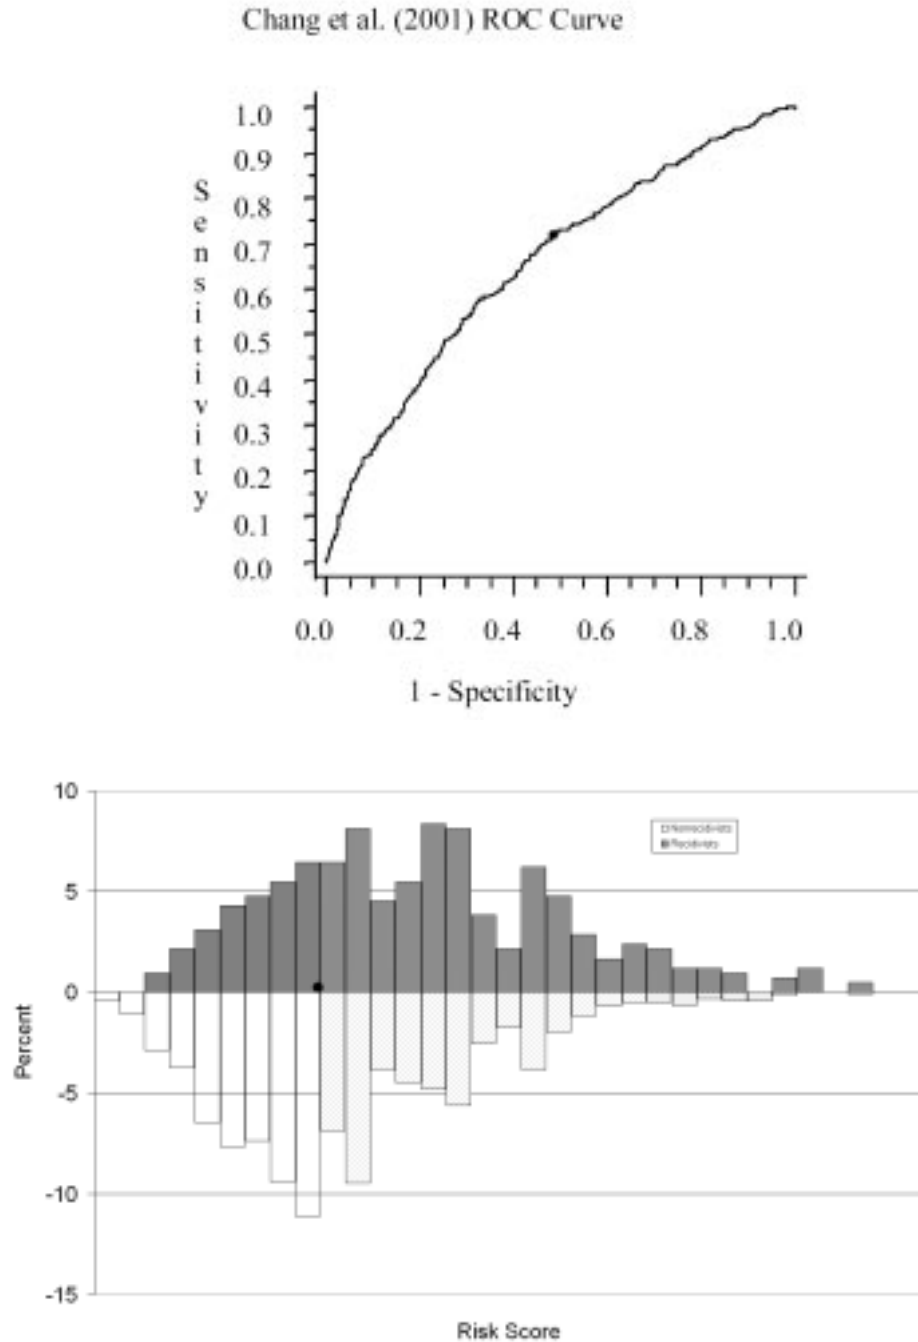 Chang et al. (2001) ROC Curve
Sensitivity
1.0
0.9
0.8
0.7
0.6
0.5
0.4
0.3
0.2
0.1
0.0
0.0 0.2 0.4 0.6 0.8 1.0
1 - Specificity
10
5
0
-5
-10
-15
Percent
Nonrecidivists
Recidivists
Risk Score